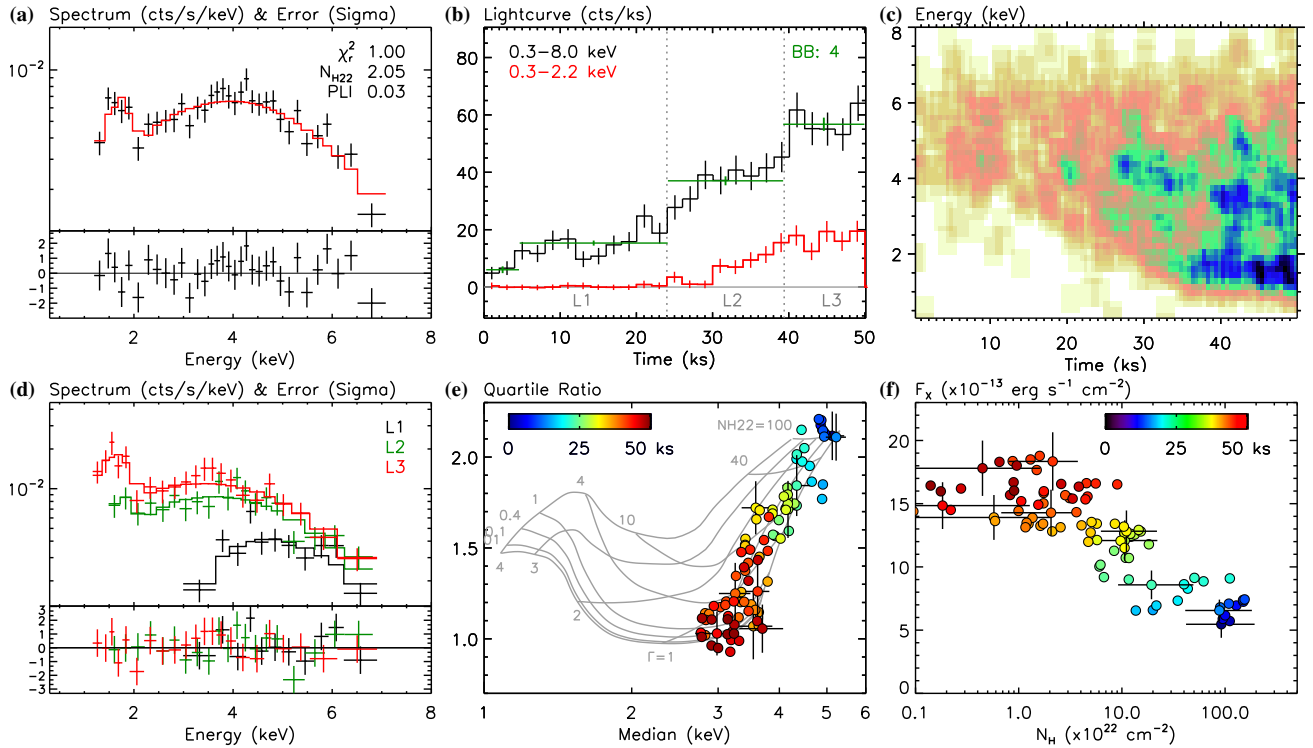 (a) Spectrum (cts/s/keV) & Error (Sigma)
χ²ᵣ 1.00
N_H22 2.05
PLI 0.03
10⁻²
2
1
0
-1
-2
2 4 6 8
Energy (keV)
(b) Lightcurve (cts/ks)
0.3–8.0 keV
0.3–2.2 keV
BB: 4
80
60
40
20
0
L1 L2 L3
0 10 20 30 40 50
Time (ks)
(c) Energy (keV)
8
6
4
2
10 20 30 40
Time (ks)
(d) Spectrum (cts/s/keV) & Error (Sigma)
L1
L2
L3
10⁻²
3
2
1
0
-1
-2
-3
2 4 6 8
Energy (keV)
(e) Quartile Ratio
0 25 50 ks
NH22=100
40
10
4
1
0.4
0.1
4
3
2
Γ=1
2.0
1.5
1.0
1 2 3 4 5 6
Median (keV)
(f) F_X (x10⁻¹³ erg s⁻¹ cm⁻²)
0 25 50 ks
20
15
10
5
0
0.1 1.0 10.0 100.0
N_H (x10²² cm⁻²)